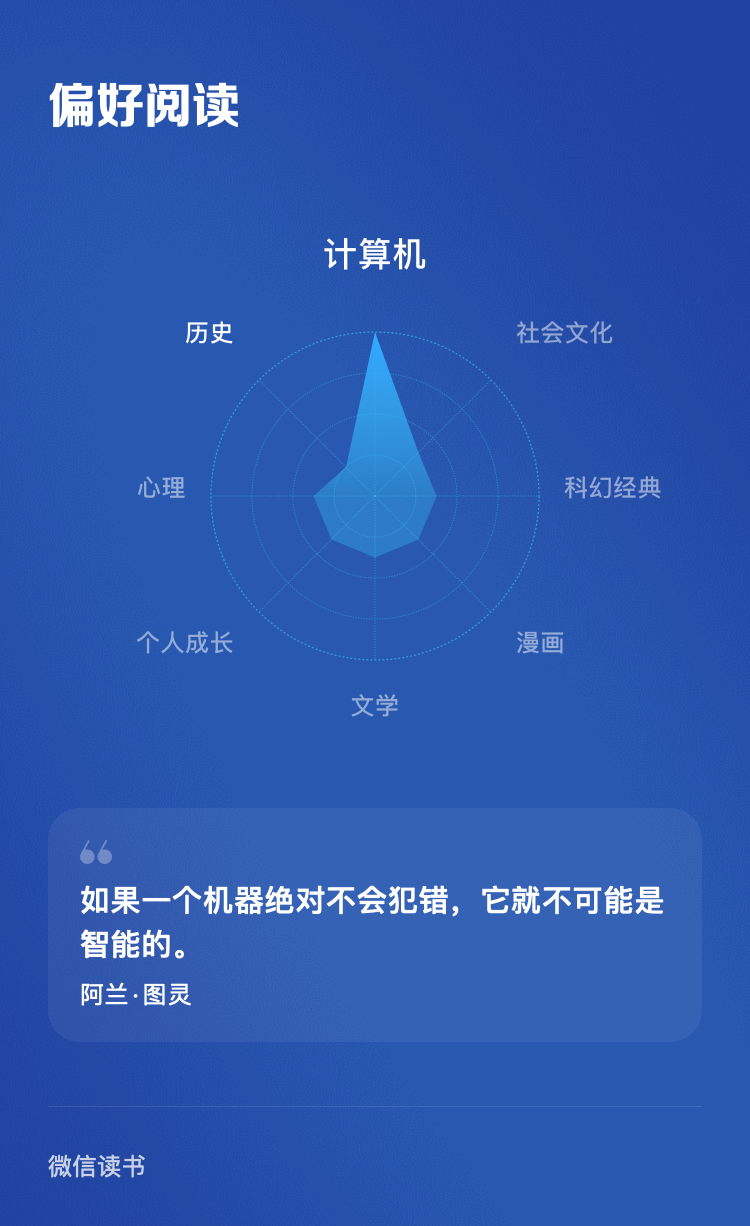 偏好阅读
计算机
历史
社会文化
心理
科幻经典
个人成长
漫画
文学
如果一个机器绝对不会犯错，它就不可能是
智能的。
阿兰·图灵
微信读书